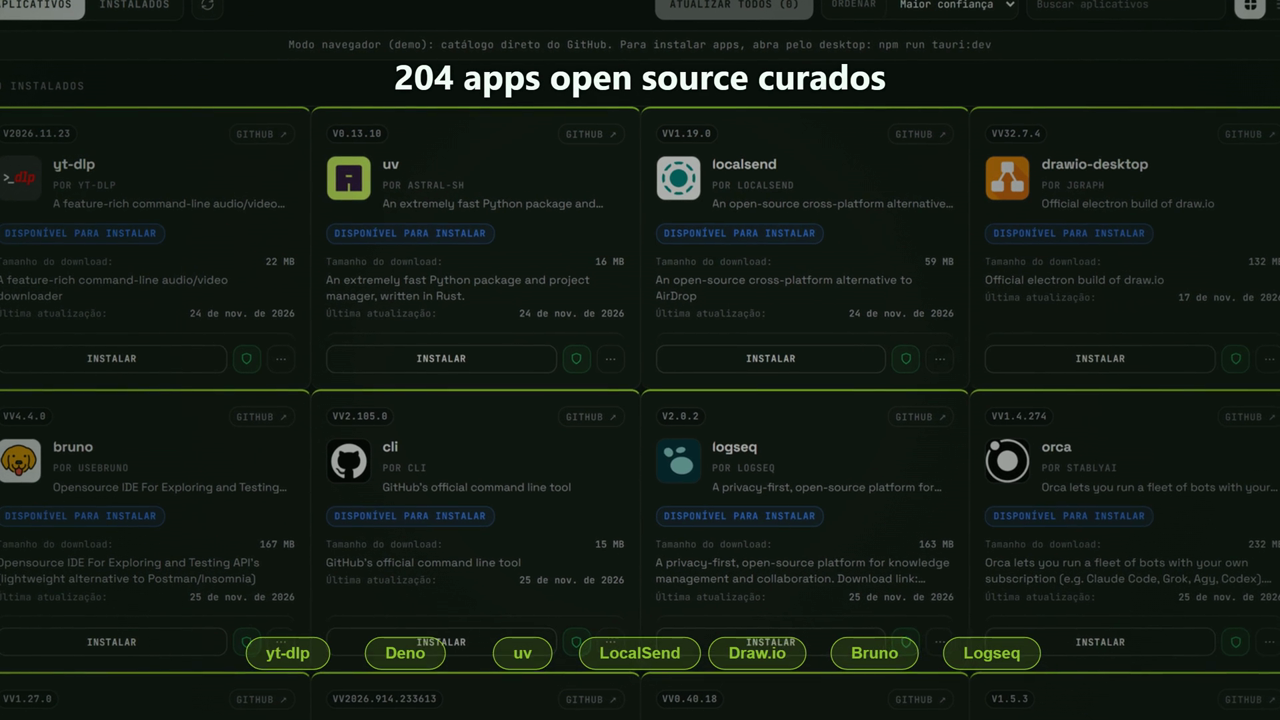 APLICATIVOS
INSTALADOS
ATUALIZAR TODOS (0)
ORDENAR
Maior confiança
Buscar aplicativos
Modo navegador (demo): catálogo direto do GitHub. Para instalar apps, abra pelo desktop: npm run tauri:dev
204 apps open source curados
INSTALADOS
V2026.11.23
GITHUB ↗
yt-dlp
POR YT-DLP
A feature-rich command-line audio/video…
DISPONÍVEL PARA INSTALAR
Tamanho do download:
22 MB
A feature-rich command-line audio/video
downloader
Última atualização:
24 de nov. de 2026
INSTALAR
V0.13.10
GITHUB ↗
uv
POR ASTRAL-SH
An extremely fast Python package and…
DISPONÍVEL PARA INSTALAR
Tamanho do download:
16 MB
An extremely fast Python package and project
manager, written in Rust.
Última atualização:
24 de nov. de 2026
INSTALAR
VV1.19.0
GITHUB ↗
localsend
POR LOCALSEND
An open-source cross-platform alternative…
DISPONÍVEL PARA INSTALAR
Tamanho do download:
59 MB
An open-source cross-platform alternative to
AirDrop
Última atualização:
24 de nov. de 2026
INSTALAR
VV32.7.4
GITHUB ↗
drawio-desktop
POR JGRAPH
Official electron build of draw.io
DISPONÍVEL PARA INSTALAR
Tamanho do download:
132 MB
Official electron build of draw.io
Última atualização:
17 de nov. de 2026
INSTALAR
VV4.4.0
GITHUB ↗
bruno
POR USEBRUNO
Opensource IDE For Exploring and Testing…
DISPONÍVEL PARA INSTALAR
Tamanho do download:
167 MB
Opensource IDE For Exploring and Testing API's
(lightweight alternative to Postman/Insomnia)
Última atualização:
25 de nov. de 2026
INSTALAR
VV2.105.0
GITHUB ↗
cli
POR CLI
GitHub's official command line tool
DISPONÍVEL PARA INSTALAR
Tamanho do download:
15 MB
GitHub's official command line tool
Última atualização:
25 de nov. de 2026
INSTALAR
V2.0.2
GITHUB ↗
logseq
POR LOGSEQ
A privacy-first, open-source platform for…
DISPONÍVEL PARA INSTALAR
Tamanho do download:
163 MB
A privacy-first, open-source platform for knowledge
management and collaboration. Download link:…
Última atualização:
25 de nov. de 2026
INSTALAR
VV1.4.274
GITHUB ↗
orca
POR STABLYAI
Orca lets you run a fleet of bots with your…
DISPONÍVEL PARA INSTALAR
Tamanho do download:
232 MB
Orca lets you run a fleet of bots with your own
subscription (e.g. Claude Code, Grok, Agy, Codex).…
Última atualização:
25 de nov. de 2026
INSTALAR
yt-dlp
Deno
uv
LocalSend
Draw.io
Bruno
Logseq
VV1.27.0
GITHUB ↗
VV2026.914.233613
GITHUB ↗
VV0.40.18
GITHUB ↗
V1.5.3
GITHUB ↗